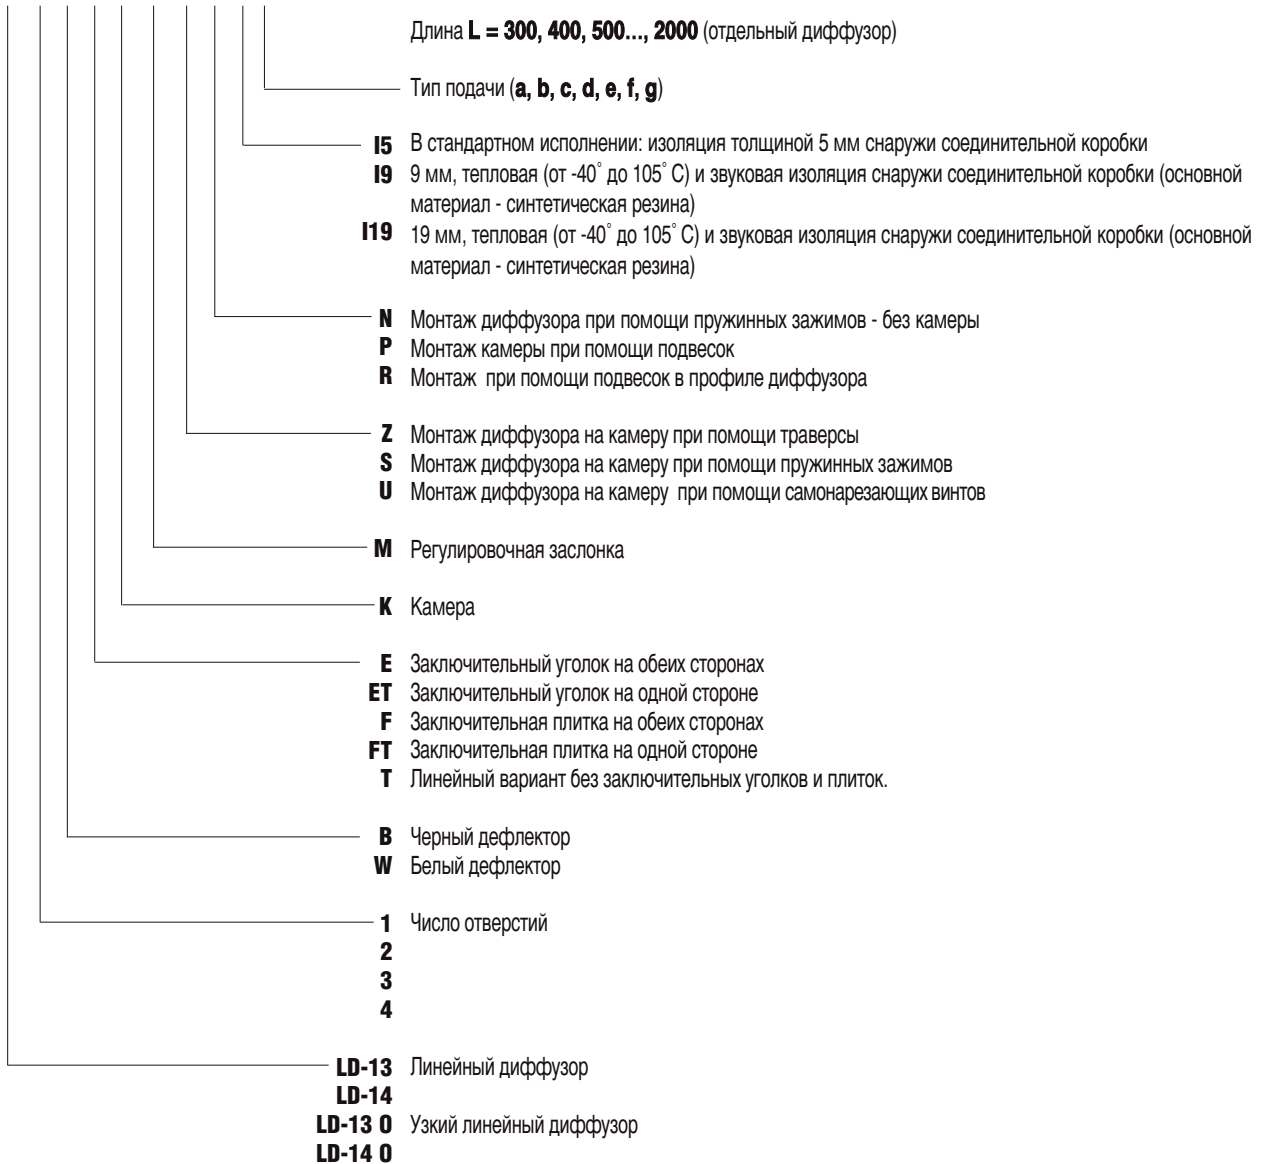 Длина L = 300, 400, 500..., 2000 (отдельный диффузор)
Тип подачи (a, b, c, d, e, f, g)
I5 В стандартном исполнении: изоляция толщиной 5 мм снаружи соединительной коробки
I9 9 мм, тепловая (от -40° до 105° C) и звуковая изоляция снаружи соединительной коробки (основной
материал - синтетическая резина)
I19 19 мм, тепловая (от -40° до 105° C) и звуковая изоляция снаружи соединительной коробки (основной
материал - синтетическая резина)
N Монтаж диффузора при помощи пружинных зажимов - без камеры
P Монтаж камеры при помощи подвесок
R Монтаж при помощи подвесок в профиле диффузора
Z Монтаж диффузора на камеру при помощи траверсы
S Монтаж диффузора на камеру при помощи пружинных зажимов
U Монтаж диффузора на камеру при помощи самонарезающих винтов
M Регулировочная заслонка
K Камера
E Заключительный уголок на обеих сторонах
ET Заключительный уголок на одной стороне
F Заключительная плитка на обеих сторонах
FT Заключительная плитка на одной стороне
T Линейный вариант без заключительных уголков и плиток.
B Черный дефлектор
W Белый дефлектор
1 Число отверстий
2
3
4
LD-13 Линейный диффузор
LD-14
LD-13 O Узкий линейный диффузор
LD-14 O